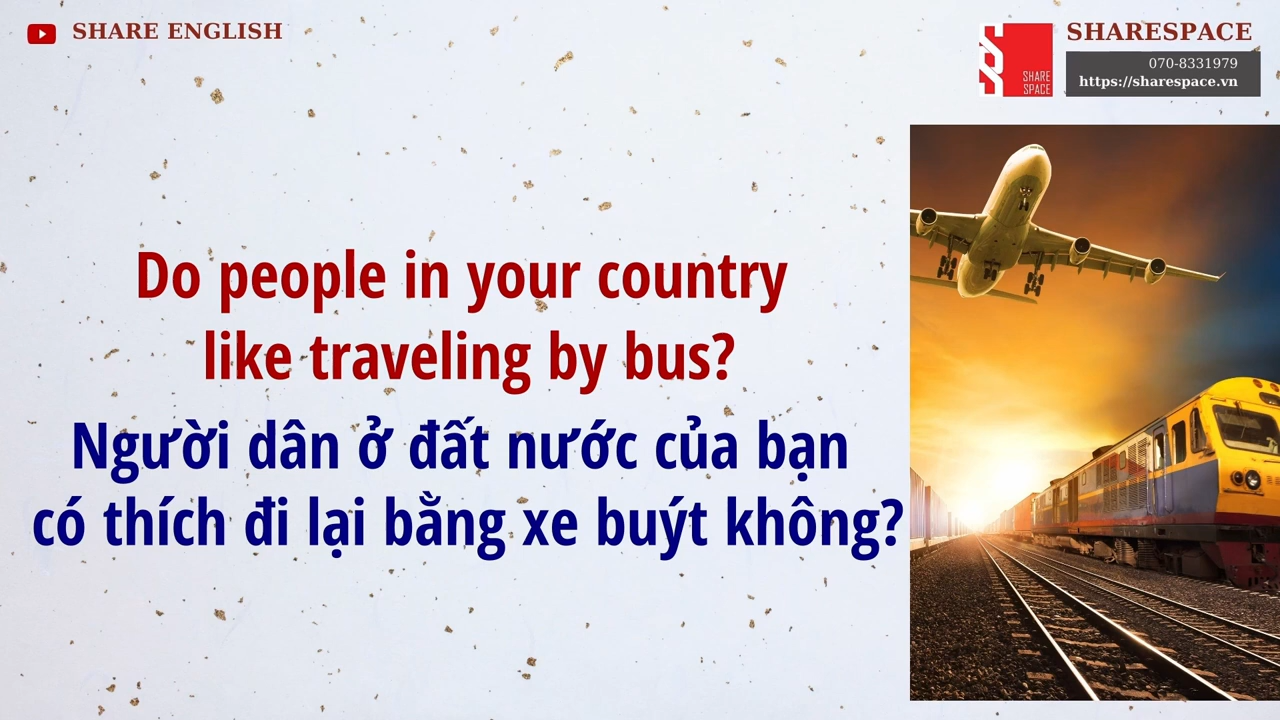 SHARE ENGLISH
SHARESPACE
070-8331979
https://sharespace.vn
SHARE
SPACE
Do people in your country
like traveling by bus?
Người dân ở đất nước của bạn
có thích đi lại bằng xe buýt không?